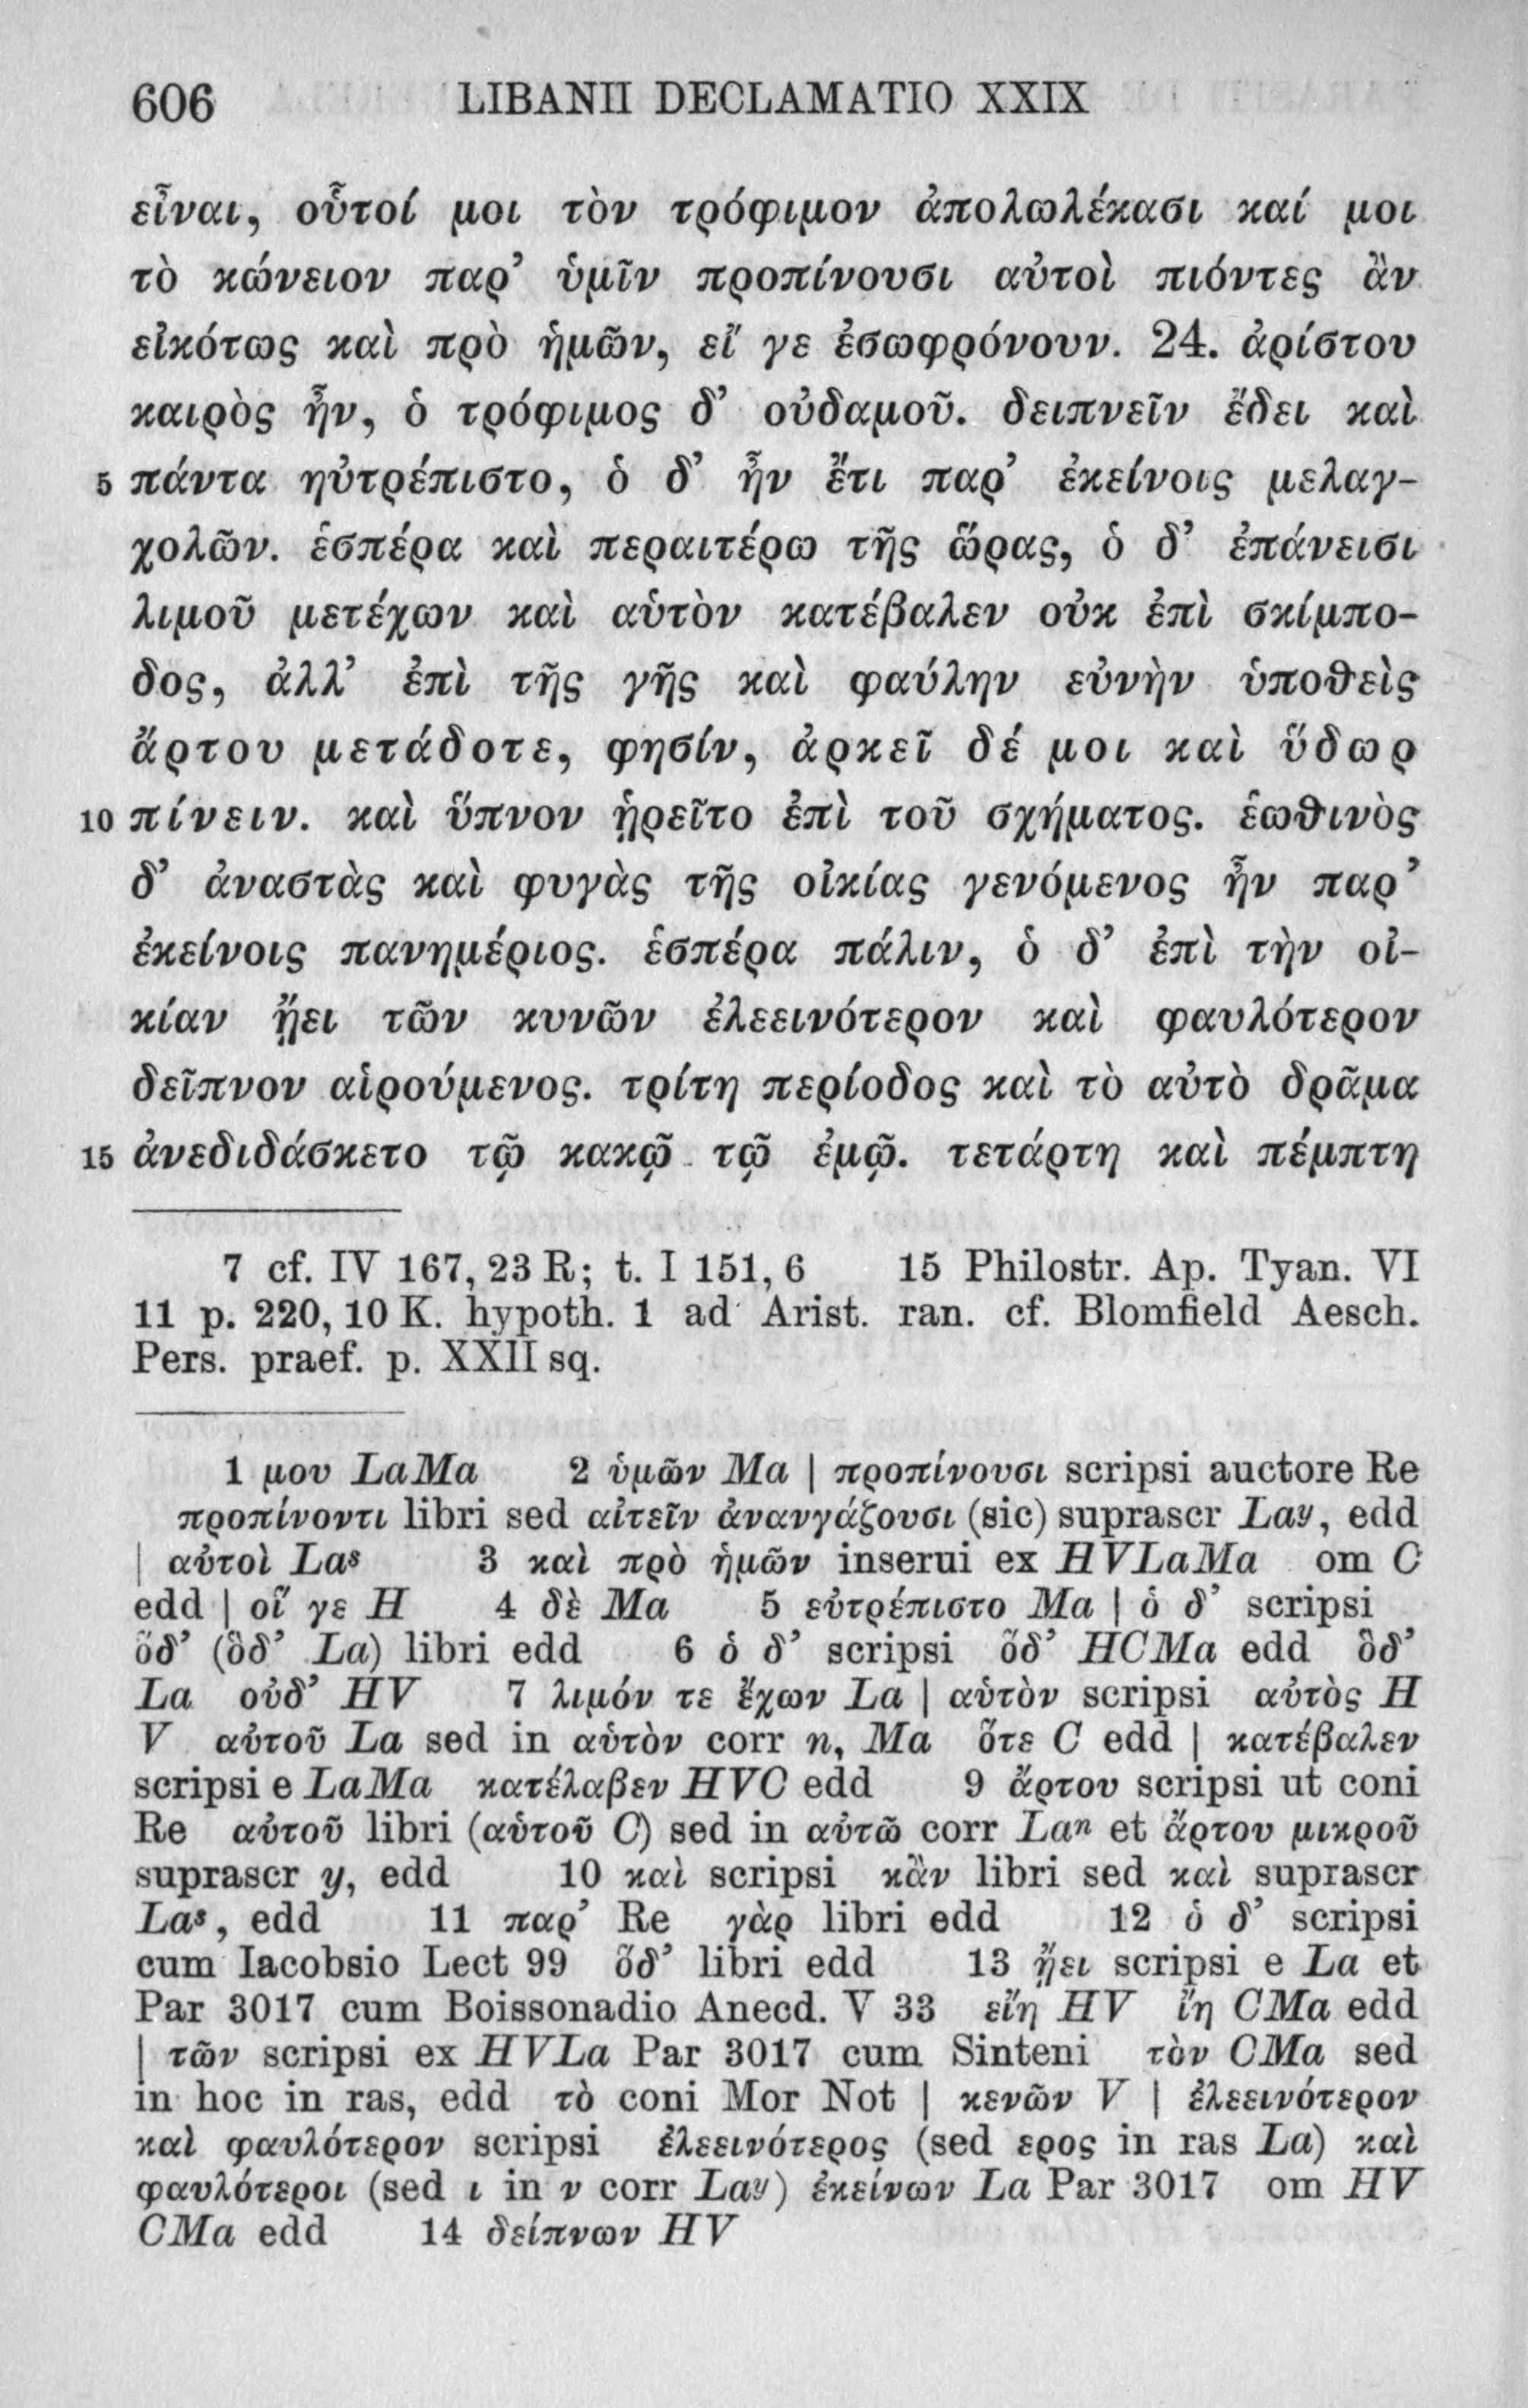 606 LIBANII DECLAMATIO XXIX
εἶναι, οὗτοί μοι τὸν τρόφιμον ἀπολωλέκασι καί μοι
τὸ κώνειον παρ’ ὑμῖν προπίνουσι αὐτοὶ πιόντες ἂν
εἰκότως καὶ πρὸ ἡμῶν, εἴ γε ἐσωφρόνουν. 24. ἀρίστου
καιρὸς ἦν, ὁ τρόφιμος δ’ οὐδαμοῦ. δειπνεῖν ἔδει καὶ
5 πάντα ηὐτρέπιστο, ὁ δ’ ἦν ἔτι παρ’ ἐκείνοις μελαγ-
χολῶν. ἑσπέρα καὶ περαιτέρω τῆς ὥρας, ὁ δ’ ἐπάνεισι
λιμοῦ μετέχων καὶ αὑτὸν κατέβαλεν οὐκ ἐπὶ σκίμπο-
δος, ἀλλ’ ἐπὶ τῆς γῆς καὶ φαύλην εὐνὴν ὑποθεὶς
ἄρτου μετάδοτε, φησίν, ἀρκεῖ δέ μοι καὶ ὕδωρ
10 πίνειν. καὶ ὕπνον ᾑρεῖτο ἐπὶ τοῦ σχήματος. ἑωθινὸς
δ’ ἀναστὰς καὶ φυγὰς τῆς οἰκίας γενόμενος ἦν παρ’
ἐκείνοις πανημέριος. ἑσπέρα πάλιν, ὁ δ’ ἐπὶ τὴν οἰ-
κίαν ᾔει τῶν κυνῶν ἐλεεινότερον καὶ φαυλότερον
δεῖπνον αἱρούμενος. τρίτη περίοδος καὶ τὸ αὐτὸ δρᾶμα
15 ἀνεδιδάσκετο τῷ κακῷ τῷ ἐμῷ. τετάρτη καὶ πέμπτη
7 cf. IV 167, 23 R; t. I 151, 6 15 Philostr. Ap. Tyan. VI
11 p. 220, 10 K. hypoth. 1 ad Arist. ran. cf. Blomfield Aesch.
Pers. praef. p. XXII sq.
1 μου LaMa 2 ὑμῶν Ma | προπίνουσι scripsi auctore Re
προπίνοντι libri sed αἰτεῖν ἀνανγάζουσι (sic) suprascr Laʸ, edd
| αὐτοὶ Laˢ 3 καὶ πρὸ ἡμῶν inserui ex HVLaMa om C
edd | οἵ γε H 4 δὲ Ma 5 εὐτρέπιστο Ma | ὁ δ’ scripsi
ὅδ’ (ὃδ’ La) libri edd 6 ὁ δ’ scripsi ὅδ’ HCMa edd ὃδ’
La οὐδ’ HV 7 λιμόν τε ἔχων La | αὑτὸν scripsi αὐτὸς H
V αὐτοῦ La sed in αὑτὸν corr n, Ma ὅτε C edd | κατέβαλεν
scripsi e LaMa κατέλαβεν HVC edd 9 ἄρτου scripsi ut coni
Re αὐτοῦ libri (αὑτοῦ C) sed in αὐτῶ corr Laⁿ et ἄρτου μικροῦ
suprascr y, edd 10 καὶ scripsi κἂν libri sed καὶ suprascr
Laˢ, edd 11 παρ’ Re γὰρ libri edd 12 ὁ δ’ scripsi
cum Iacobsio Lect 99 ὅδ’ libri edd 13 ᾔει scripsi e La et
Par 3017 cum Boissonadio Anecd. V 33 εἴη HV ἴη CMa edd
| τῶν scripsi ex HVLa Par 3017 cum Sinteni τὸν CMa sed
in hoc in ras, edd τὸ coni Mor Not | κενῶν V | ἐλεεινότερον
καὶ φαυλότερον scripsi ἐλεεινότερος (sed ερος in ras La) καὶ
φαυλότεροι (sed ι in ν corr Laʸ) ἐκείνων La Par 3017 om HV
CMa edd 14 δείπνων HV